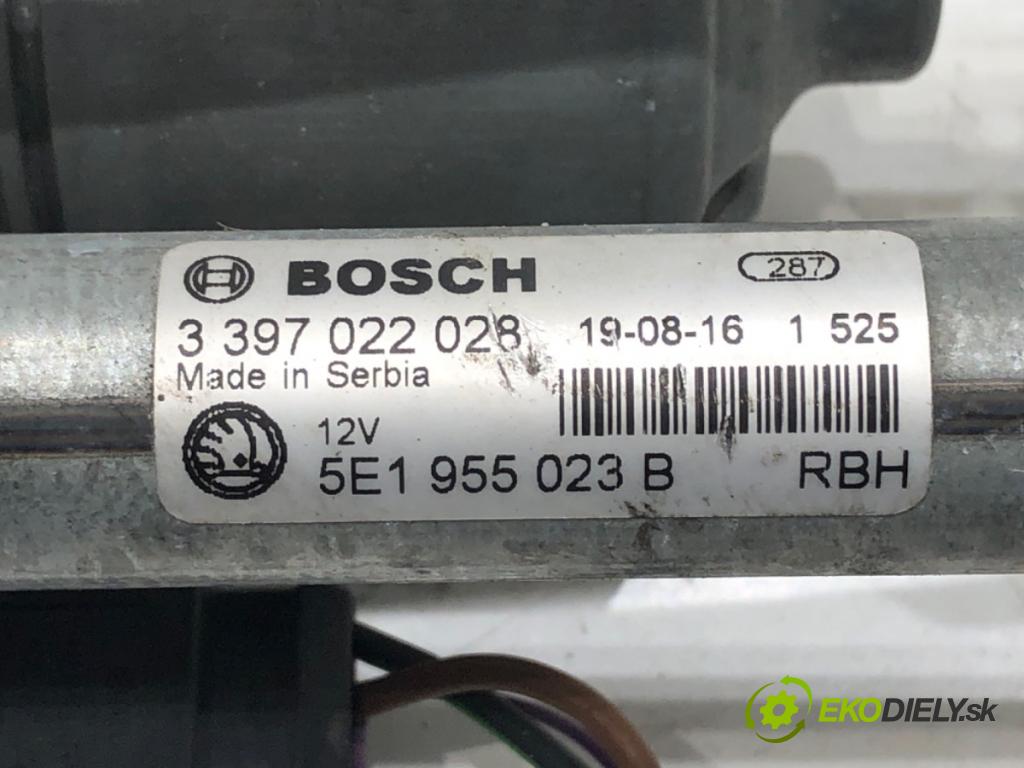 BOSCH 287
3 397 022 028 19-08-16 1 525
Made in Serbia
12V
5E1 955 023 B RBH
EKODIELY.sk